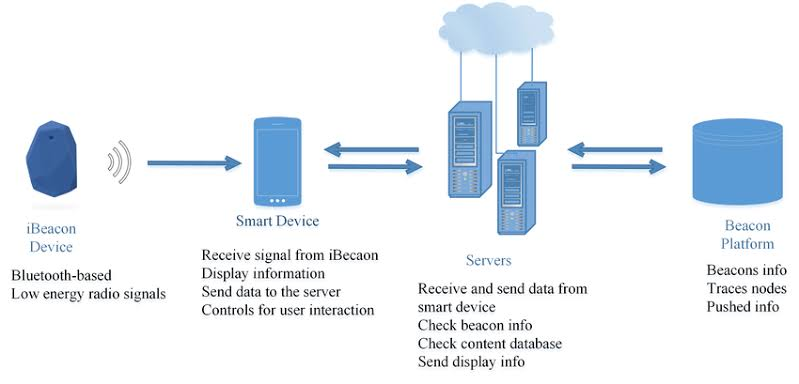 iBeacon
Device
Bluetooth-based
Low energy radio signals
Smart Device
Receive signal from iBecaon
Display information
Send data to the server
Controls for user interaction
Servers
Receive and send data from
smart device
Check beacon info
Check content database
Send display info
Beacon
Platform
Beacons info
Traces nodes
Pushed info